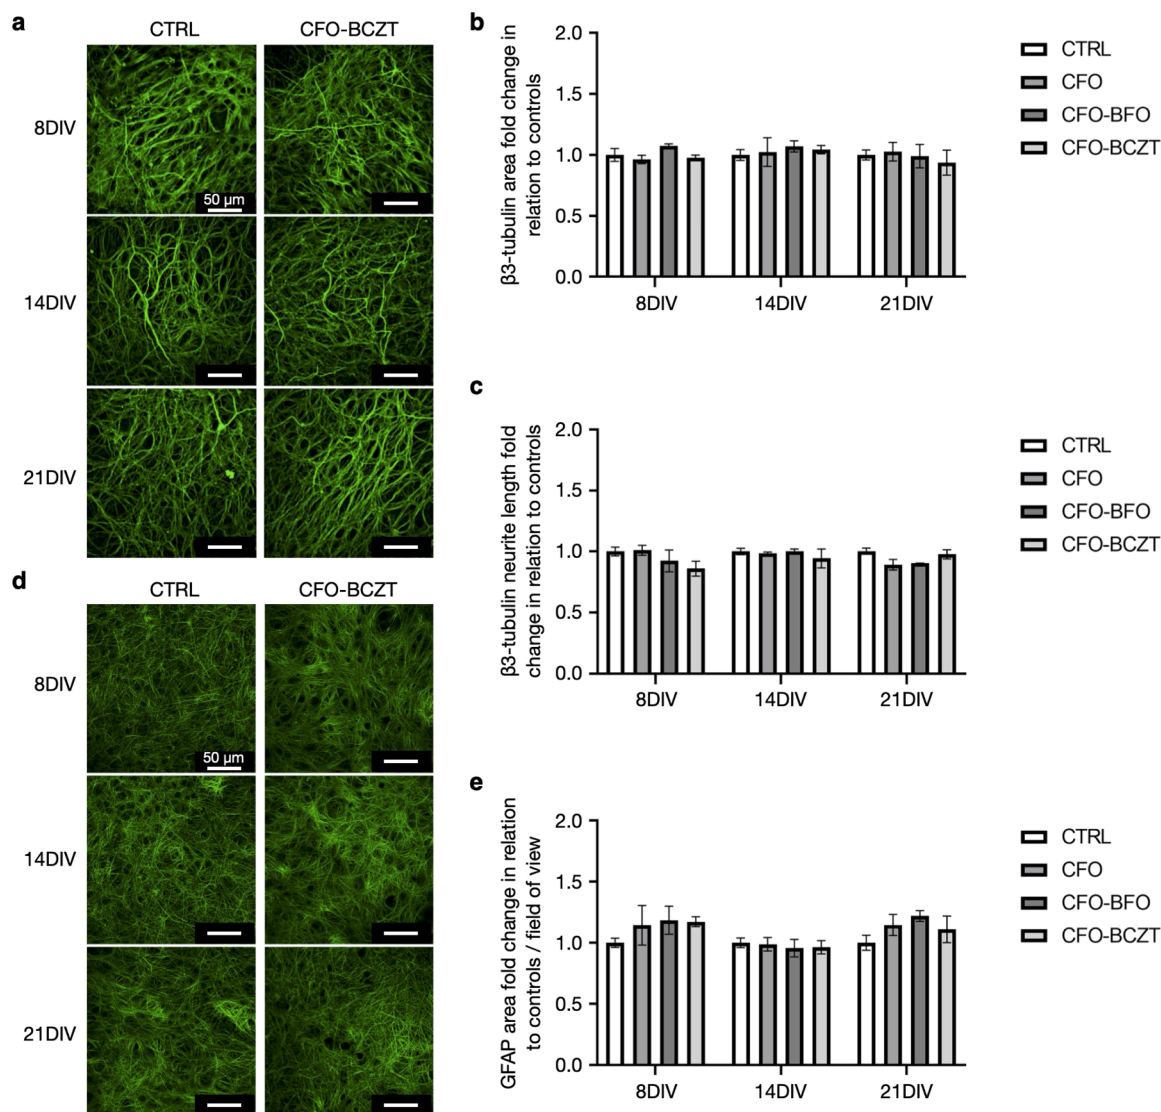 a
CTRL
CFO-BCZT
8DIV
50 µm
14DIV
21DIV
b
β3-tubulin area fold change in
relation to controls
2.0
1.5
1.0
0.5
0.0
8DIV
14DIV
21DIV
CTRL
CFO
CFO-BFO
CFO-BCZT
c
β3-tubulin neurite length fold
change in relation to controls
2.0
1.5
1.0
0.5
0.0
8DIV
14DIV
21DIV
CTRL
CFO
CFO-BFO
CFO-BCZT
d
CTRL
CFO-BCZT
8DIV
50 µm
14DIV
21DIV
e
GFAP area fold change in relation
to controls / field of view
2.0
1.5
1.0
0.5
0.0
8DIV
14DIV
21DIV
CTRL
CFO
CFO-BFO
CFO-BCZT